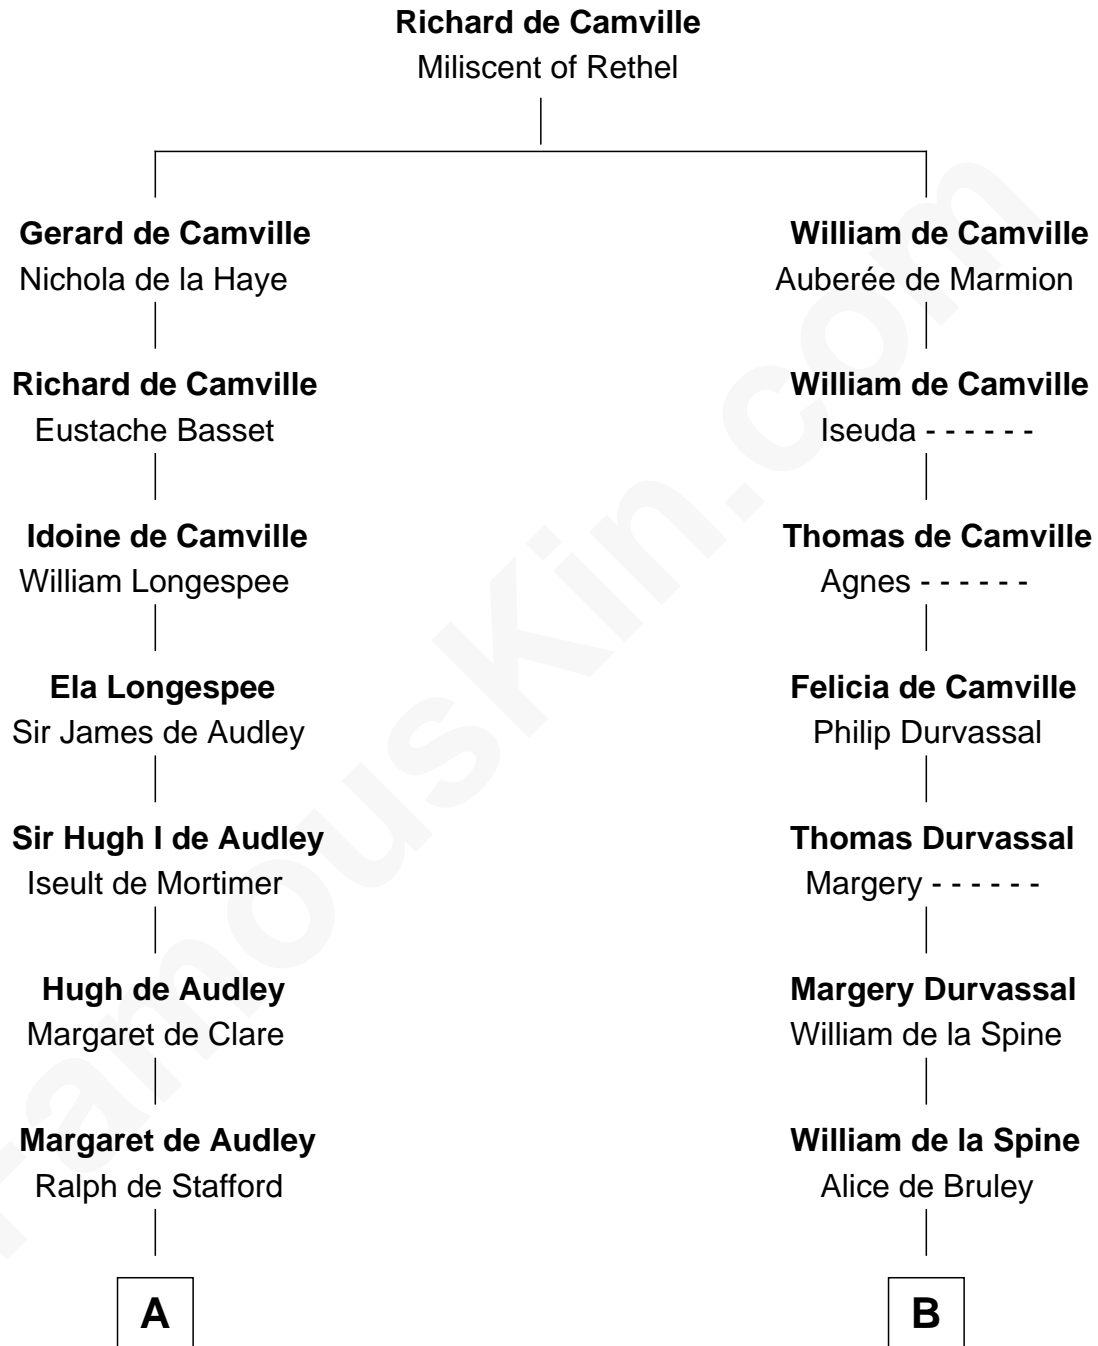 Richard de Camville
Miliscent of Rethel
Gerard de Camville
Nichola de la Haye
Richard de Camville
Eustache Basset
Idoine de Camville
William Longespee
Ela Longespee
Sir James de Audley
Sir Hugh I de Audley
Iseult de Mortimer
Hugh de Audley
Margaret de Clare
Margaret de Audley
Ralph de Stafford
A
William de Camville
Auberée de Marmion
William de Camville
Iseuda - - - - - -
Thomas de Camville
Agnes - - - - - -
Felicia de Camville
Philip Durvassal
Thomas Durvassal
Margery - - - - - -
Margery Durvassal
William de la Spine
William de la Spine
Alice de Bruley
B
famouskin.com